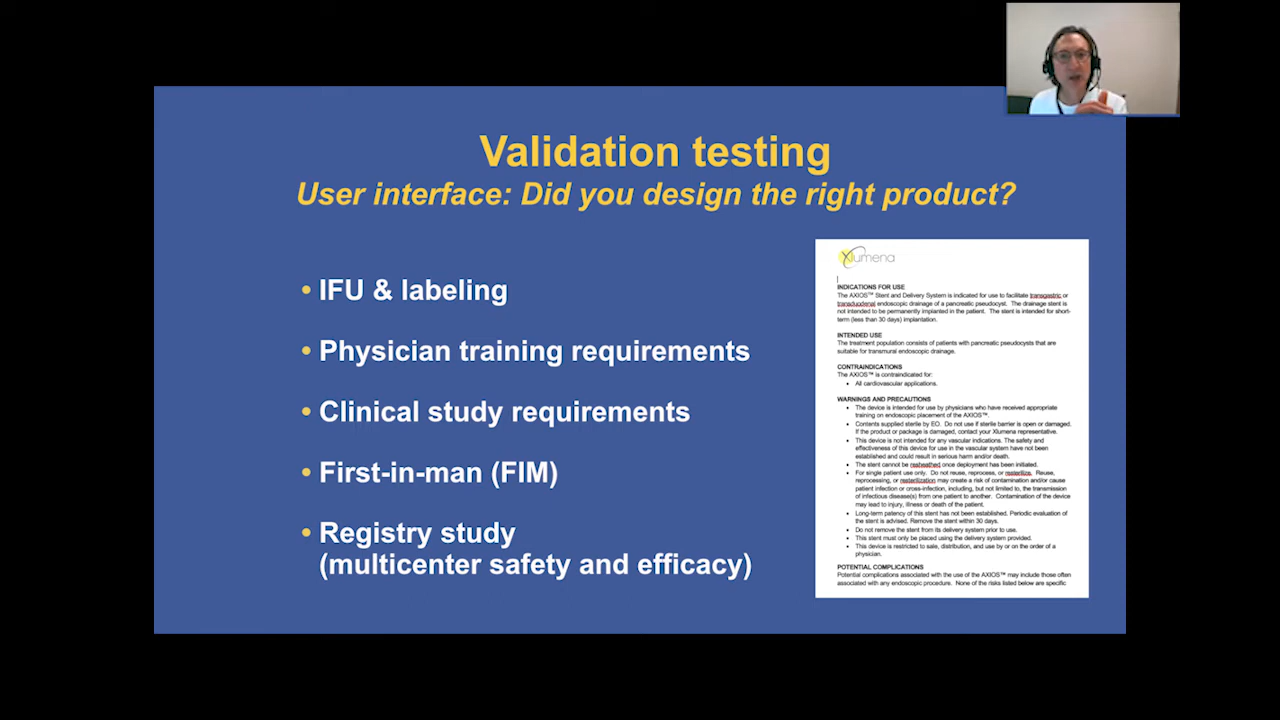 Validation testing
User interface: Did you design the right product?
• IFU & labeling
• Physician training requirements
• Clinical study requirements
• First-in-man (FIM)
• Registry study
(multicenter safety and efficacy)
Xlumena
INDICATIONS FOR USE
The AXIOS™ Stent and Delivery System is indicated for use to facilitate transgastric or
transduodenal endoscopic drainage of a pancreatic pseudocyst. The drainage stent is
not intended to be permanently implanted in the patient. The stent is intended for short-
term (less than 30 days) implantation.
INTENDED USE
The treatment population consists of patients with pancreatic pseudocysts that are
suitable for transmural endoscopic drainage.
CONTRAINDICATIONS
The AXIOS™ is contraindicated for:
• All cardiovascular applications.
WARNINGS AND PRECAUTIONS
• The device is intended for use by physicians who have received appropriate
training on endoscopic placement of the AXIOS™.
• Contents supplied sterile by EO. Do not use if sterile barrier is open or damaged.
If the product or package is damaged, contact your Xlumena representative.
• This device is not intended for any vascular indications. The safety and
effectiveness of this device for use in the vascular system have not been
established and could result in serious harm and/or death.
• The stent cannot be resheathed once deployment has been initiated.
• For single patient use only. Do not reuse, reprocess, or resterilize. Reuse,
reprocessing, or resterilization may create a risk of contamination and/or cause
patient infection or cross-infection, including, but not limited to, the transmission
of infectious disease(s) from one patient to another. Contamination of the device
may lead to injury, illness or death of the patient.
• Long-term patency of this stent has not been established. Periodic evaluation of
the stent is advised. Remove the stent within 30 days.
• Do not remove the stent from its delivery system prior to use.
• This stent must only be placed using the delivery system provided.
• This device is restricted to sale, distribution, and use by or on the order of a
physician.
POTENTIAL COMPLICATIONS
Potential complications associated with the use of the AXIOS™ may include those often
associated with any endoscopic procedure. None of the risks listed below are specific